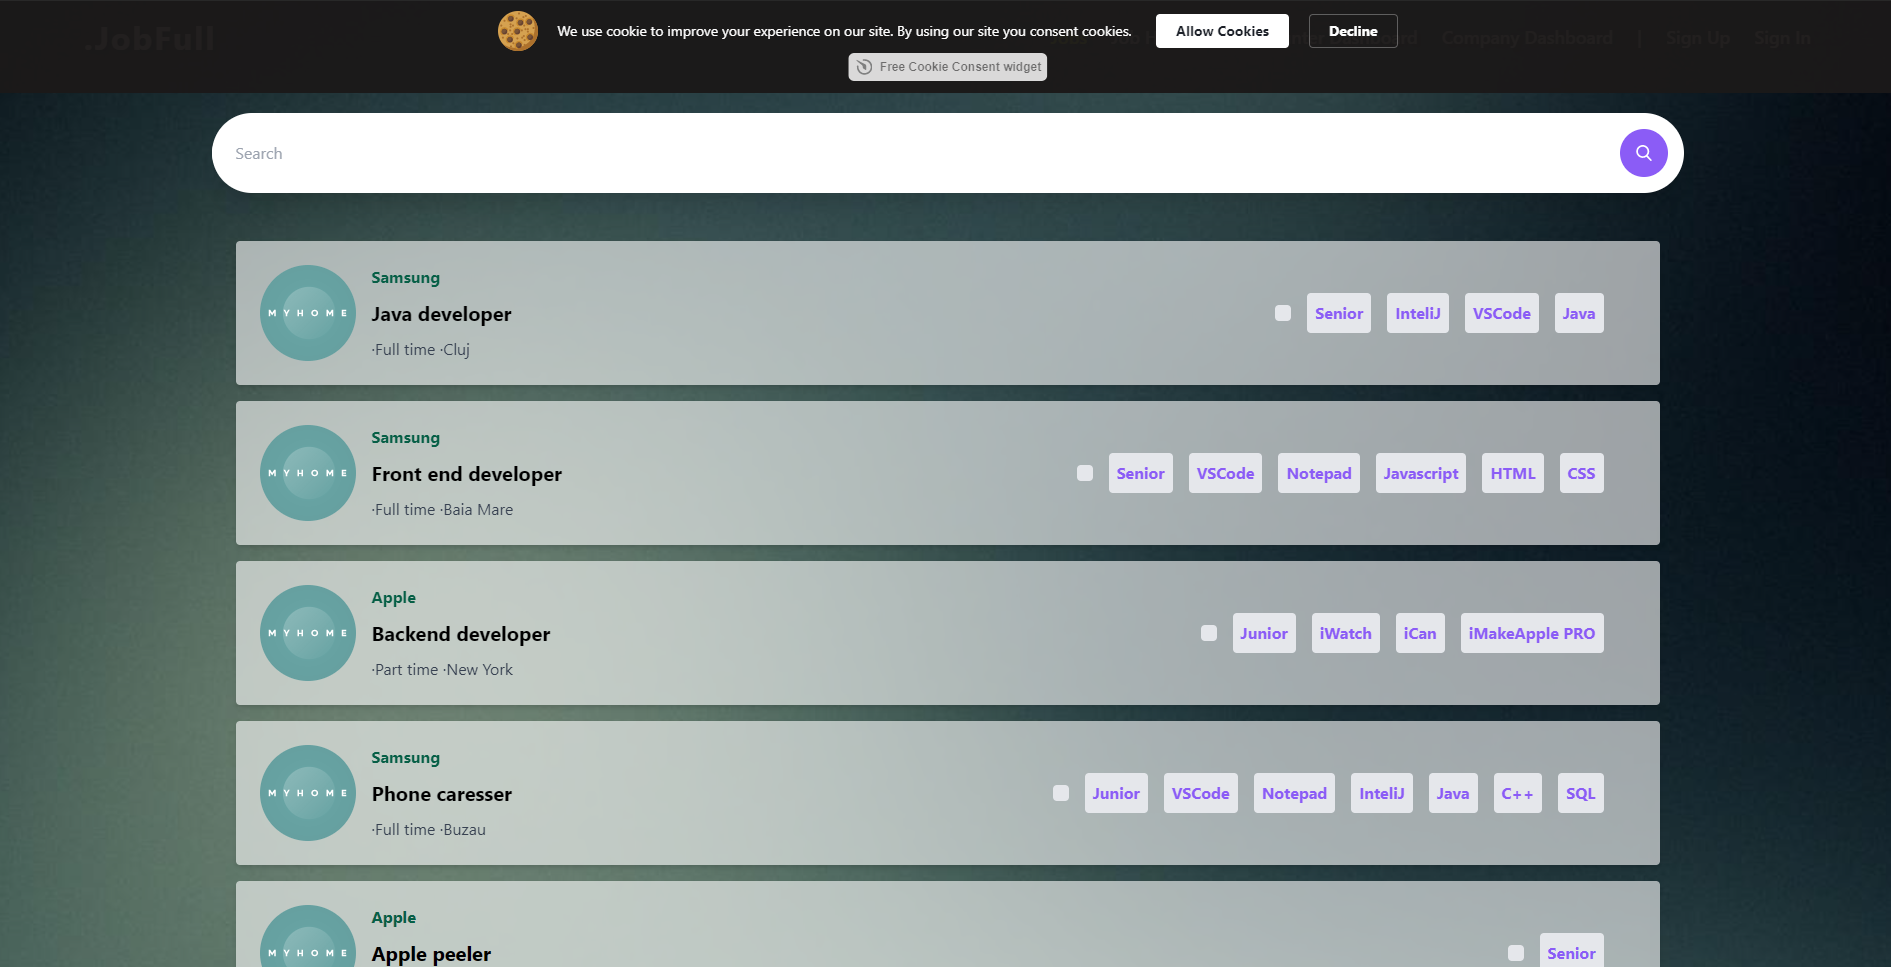 .JobFull
We use cookie to improve your experience on our site. By using our site you consent cookies.
Allow Cookies
Decline
Company Dashboard | Sign Up Sign In
Free Cookie Consent widget
Search
MYHOME
Samsung
Java developer
·Full time ·Cluj
Senior InteliJ VSCode Java
MYHOME
Samsung
Front end developer
·Full time ·Baia Mare
Senior VSCode Notepad Javascript HTML CSS
MYHOME
Apple
Backend developer
·Part time ·New York
Junior iWatch iCan iMakeApple PRO
MYHOME
Samsung
Phone caresser
·Full time ·Buzau
Junior VSCode Notepad InteliJ Java C++ SQL
MYHOME
Apple
Apple peeler
Senior